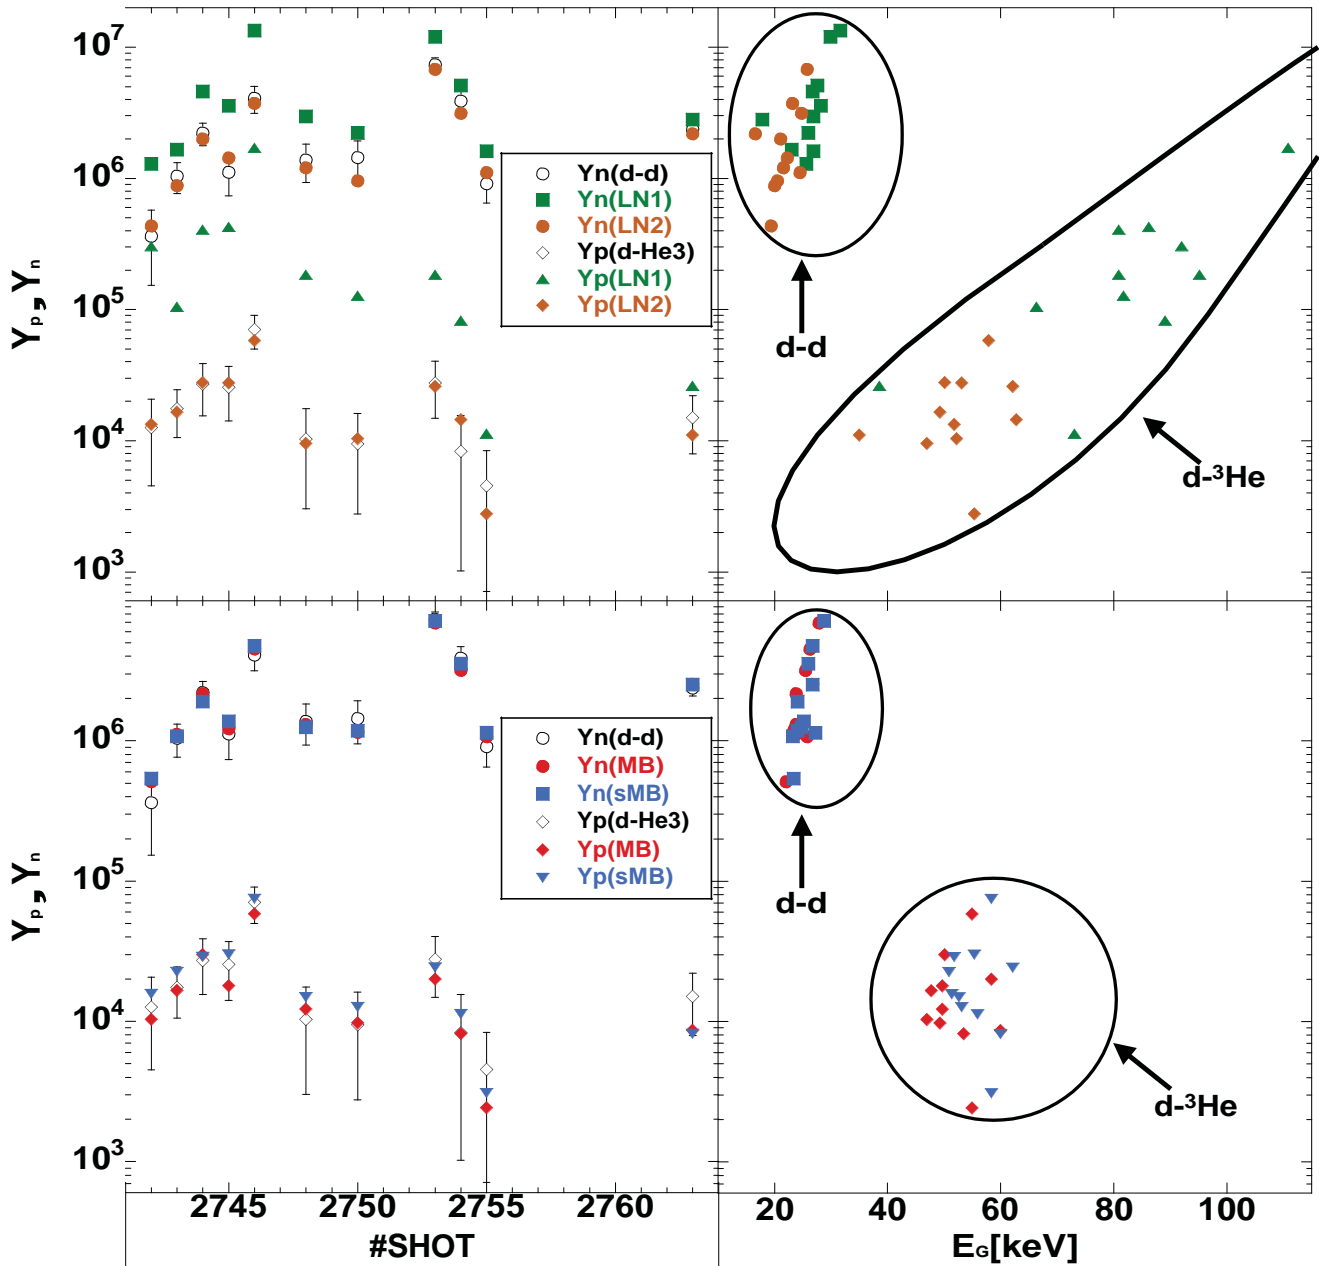 10⁷
10⁶
10⁵
10⁴
10³
Yₚ,Yₙ
Yn(d-d)
Yn(LN1)
Yn(LN2)
Yp(d-He3)
Yp(LN1)
Yp(LN2)
d-d
d-³He
10⁶
10⁵
10⁴
10³
Yₚ,Yₙ
Yn(d-d)
Yn(MB)
Yn(sMB)
Yp(d-He3)
Yp(MB)
Yp(sMB)
d-d
d-³He
2745 2750 2755 2760
20 40 60 80 100
#SHOT
E_G[keV]